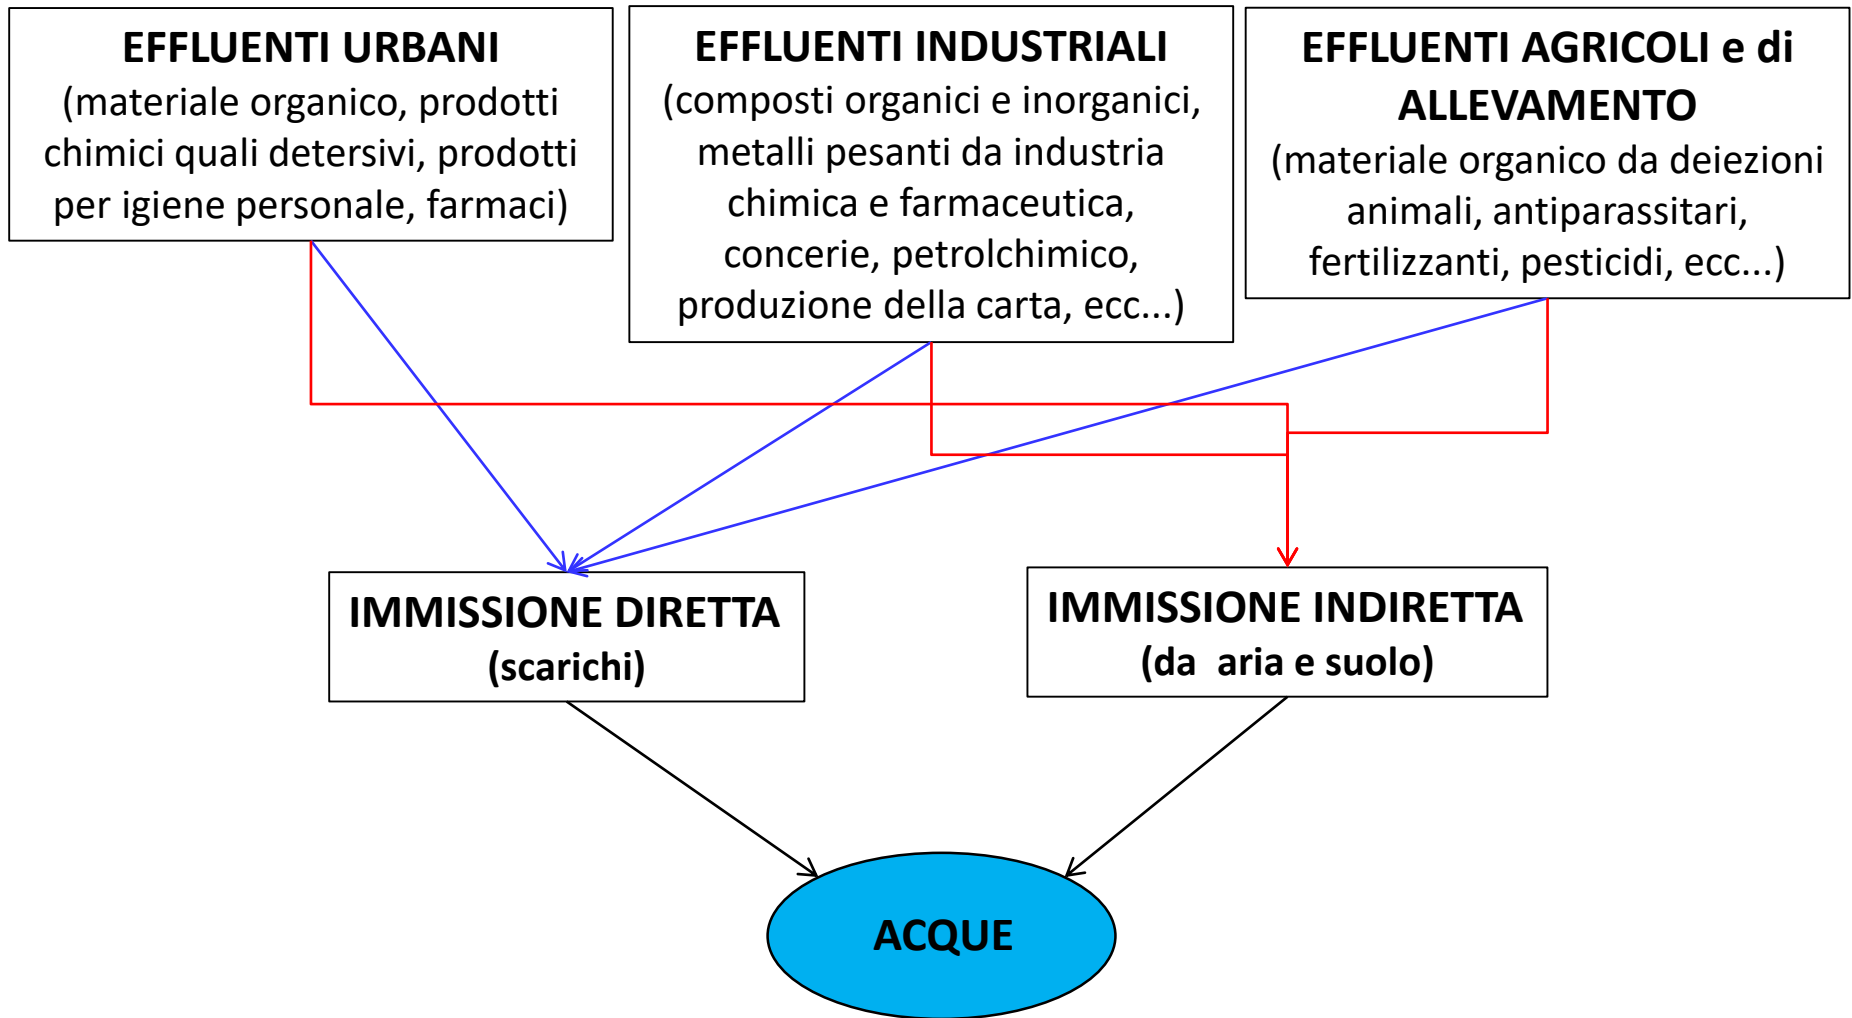 EFFLUENTI URBANI
(materiale organico, prodotti
chimici quali detersivi, prodotti
per igiene personale, farmaci)
EFFLUENTI INDUSTRIALI
(composti organici e inorganici,
metalli pesanti da industria
chimica e farmaceutica,
concerie, petrolchimico,
produzione della carta, ecc...)
EFFLUENTI AGRICOLI e di
ALLEVAMENTO
(materiale organico da deiezioni
animali, antiparassitari,
fertilizzanti, pesticidi, ecc...)
IMMISSIONE DIRETTA
(scarichi)
IMMISSIONE INDIRETTA
(da  aria e suolo)
ACQUE